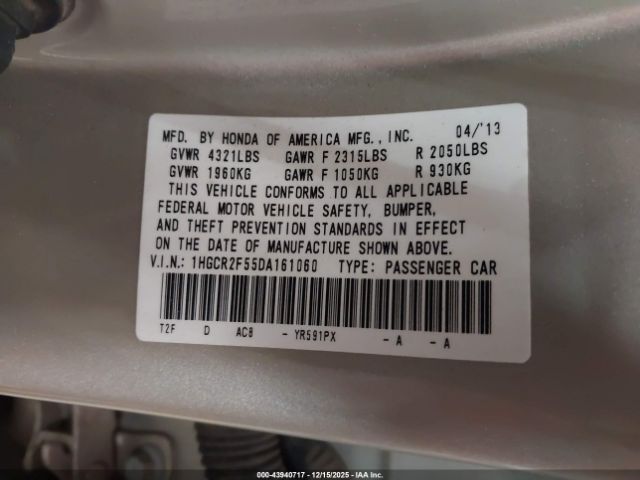 MFD. BY HONDA OF AMERICA MFG., INC. 04/'13
GVWR 4321LBS GAWR F 2315LBS R 2050LBS
GVWR 1960KG GAWR F 1050KG R 930KG
THIS VEHICLE CONFORMS TO ALL APPLICABLE
FEDERAL MOTOR VEHICLE SAFETY, BUMPER,
AND THEFT PREVENTION STANDARDS IN EFFECT
ON THE DATE OF MANUFACTURE SHOWN ABOVE.
V.I.N.: 1HGCR2F55DA161060 TYPE: PASSENGER CAR
T2F D AC8 - YR591PX - A - A
000-43940717 - 12/15/2025 - IAA Inc.